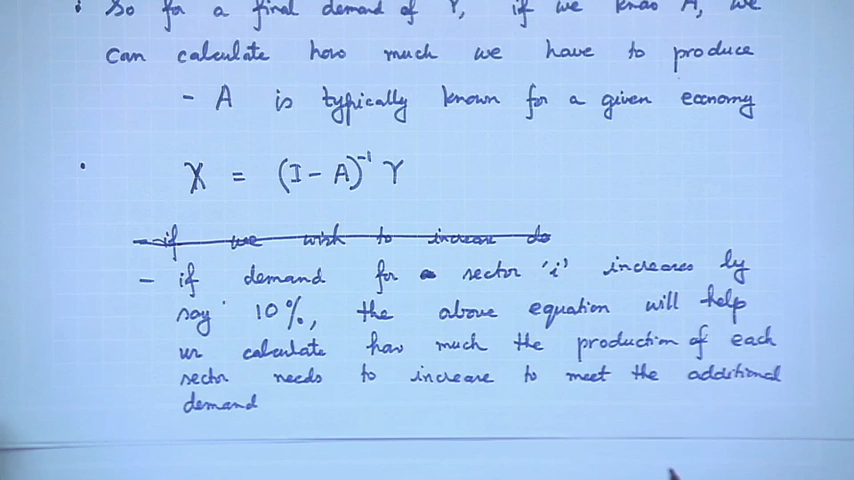 So for a final demand of Y, if we know A, we
can calculate how much we have to produce
- A is typically known for a given economy
• X = (I - A)⁻¹ Y
- if we wish to increase de
- if demand for sector 'i' increases by
say 10%, the above equation will help
us calculate how much the production of each
sector needs to increase to meet the additional
demand